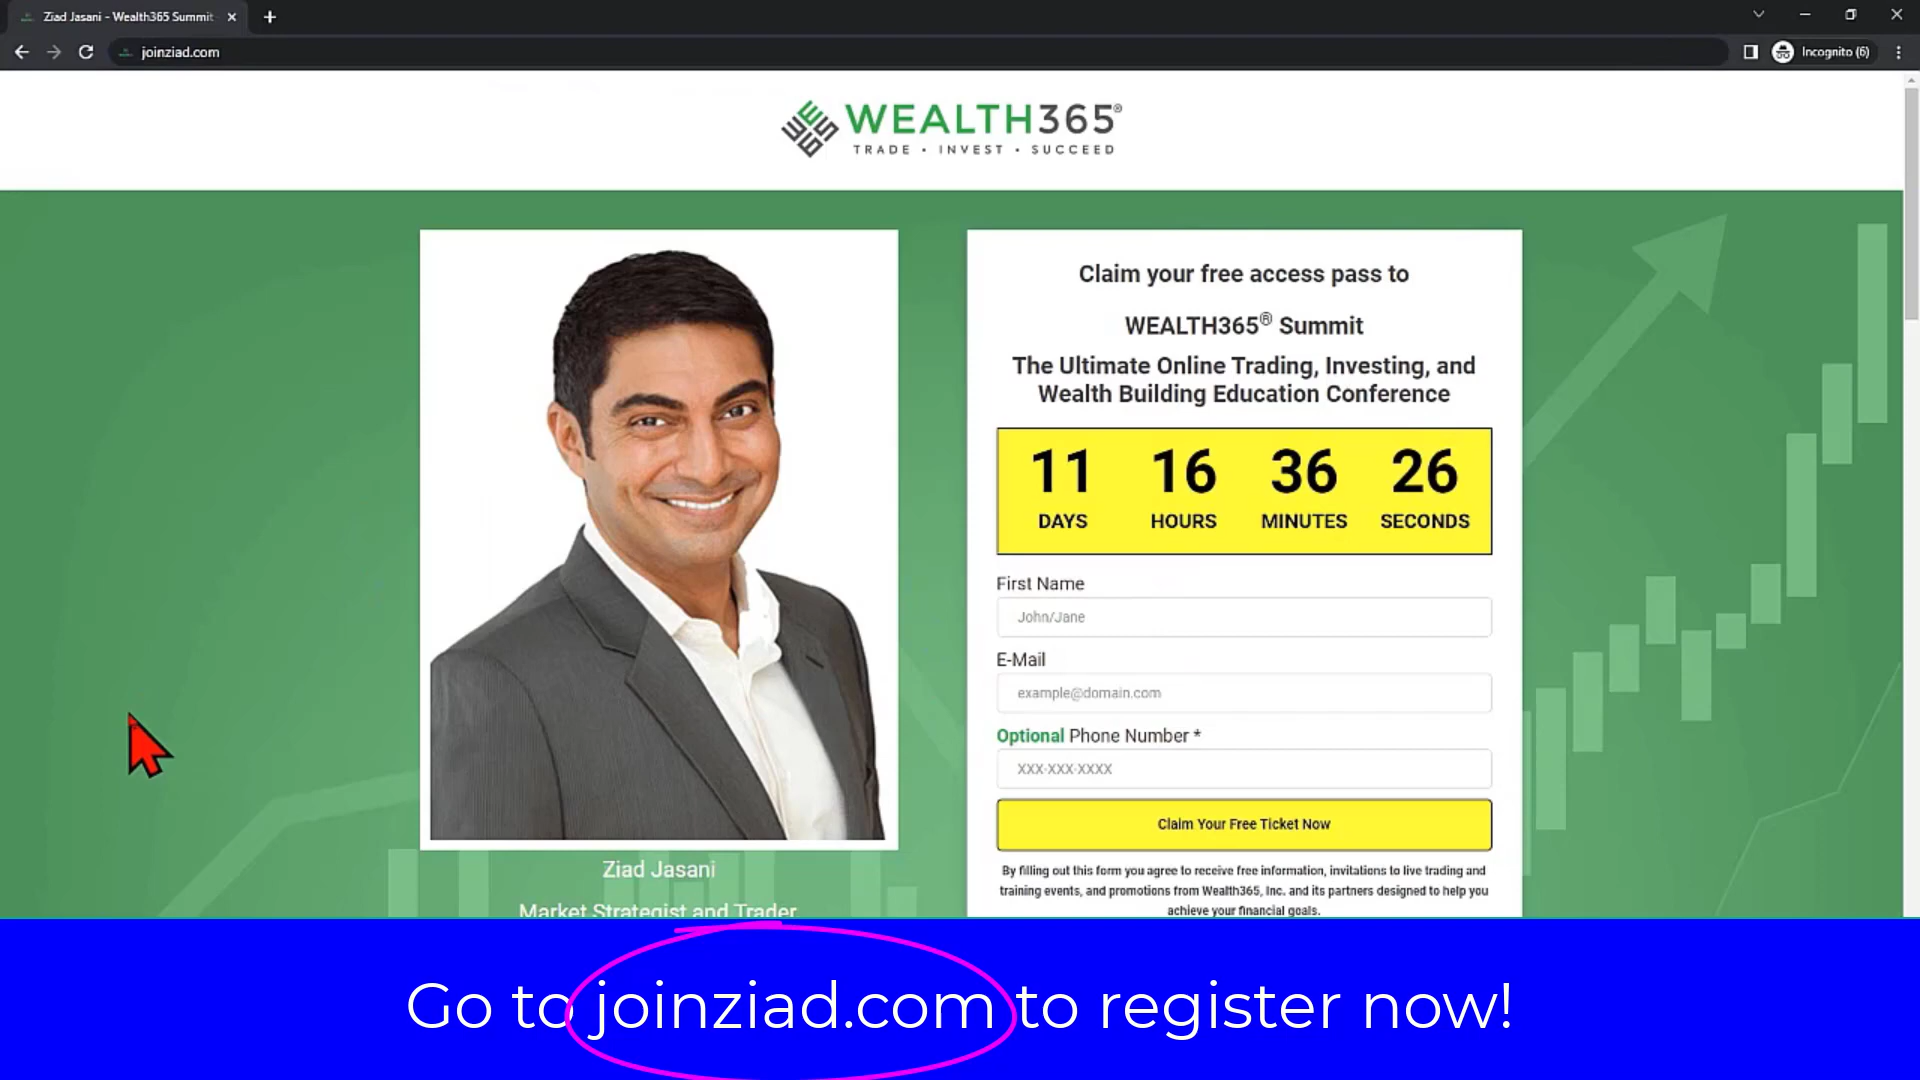 Ziad Jasani - Wealth365 Summit
joinziad.com
Incognito (6)
WEALTH365®
TRADE • INVEST • SUCCEED
Claim your free access pass to
WEALTH365® Summit
The Ultimate Online Trading, Investing, and
Wealth Building Education Conference
11 16 36 26
DAYS HOURS MINUTES SECONDS
First Name
John/Jane
E-Mail
example@domain.com
Optional Phone Number *
XXX-XXX-XXXX
Claim Your Free Ticket Now
By filling out this form you agree to receive free information, invitations to live trading and
training events, and promotions from Wealth365, Inc. and its partners designed to help you
achieve your financial goals.
Ziad Jasani
Market Strategist and Trader
Go to joinziad.com to register now!